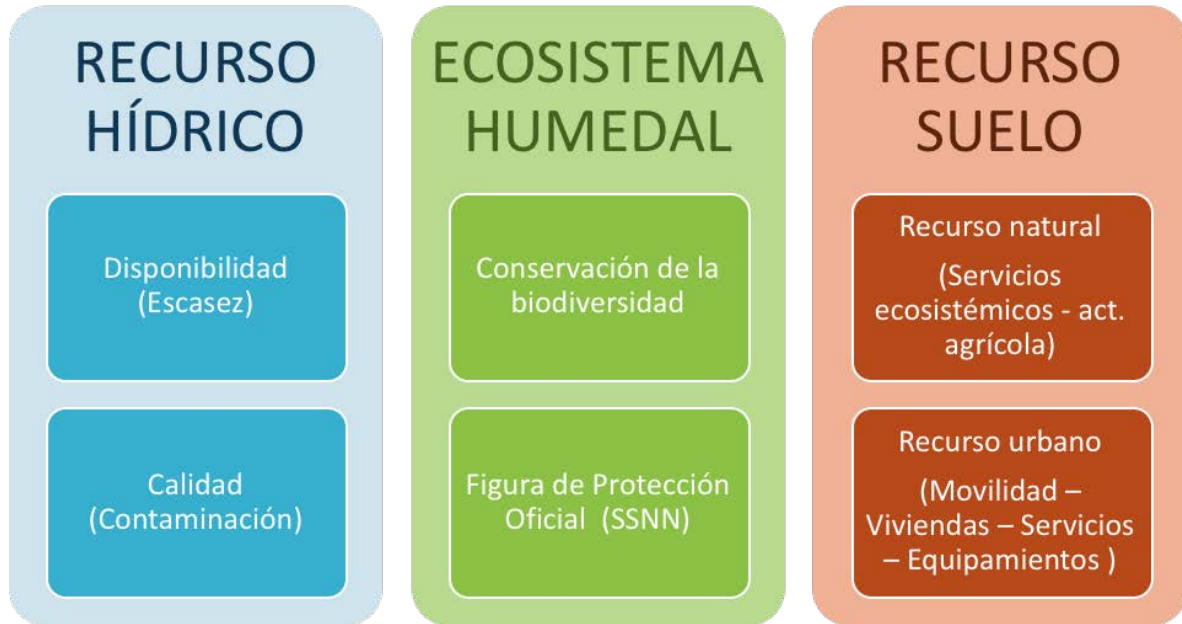 RECURSO
HÍDRICO
Disponibilidad
(Escasez)
Calidad
(Contaminación)
ECOSISTEMA
HUMEDAL
Conservación de la
biodiversidad
Figura de Protección
Oficial (SSNN)
RECURSO
SUELO
Recurso natural
(Servicios
ecosistémicos - act.
agrícola)
Recurso urbano
(Movilidad –
Viviendas – Servicios
– Equipamientos )